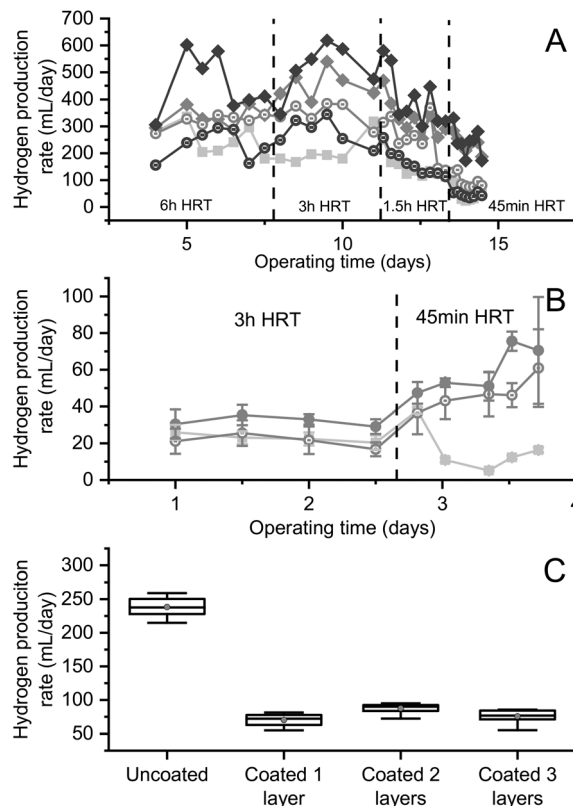 Hydrogen production
rate (mL/day)
700
600
500
400
300
200
100
0
A
6h HRT
3h HRT
1.5h HRT
45min HRT
5
10
15
Operating time (days)
Hydrogen production
rate (mL/day)
100
80
60
40
20
0
B
3h HRT
45min HRT
1
2
3
4
Operating time (days)
Hydrogen produciton
rate (mL/day)
300
250
200
150
100
50
C
Uncoated
Coated 1
layer
Coated 2
layers
Coated 3
layers